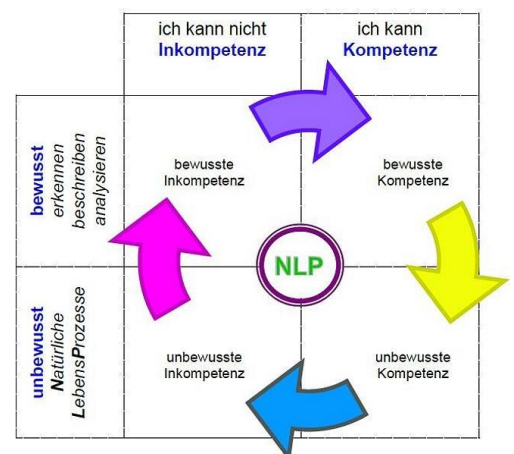 ich kann nicht
Inkompetenz
ich kann
Kompetenz
bewusst
erkennen
beschreiben
analysieren
bewusste
Inkompetenz
bewusste
Kompetenz
NLP
unbewusst
Natürliche
LebensProzesse
unbewusste
Inkompetenz
unbewusste
Kompetenz